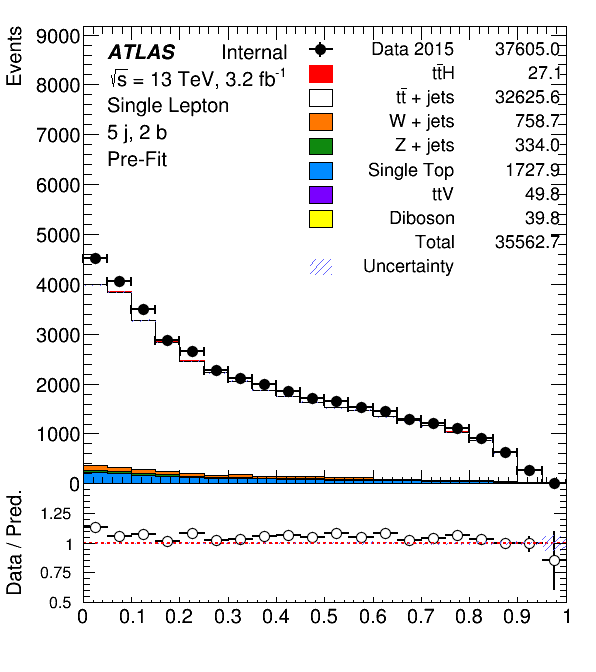 ATLAS Internal
√s = 13 TeV, 3.2 fb⁻¹
Single Lepton
5 j, 2 b
Pre-Fit
Data 2015 37605.0
tt̄H 27.1
tt̄ + jets 32625.6
W + jets 758.7
Z + jets 334.0
Single Top 1727.9
ttV 49.8
Diboson 39.8
Total 35562.7
Uncertainty
Events
9000
8000
7000
6000
5000
4000
3000
2000
1000
0
Data / Pred.
1.25
1
0.75
0.5
0 0.1 0.2 0.3 0.4 0.5 0.6 0.7 0.8 0.9 1